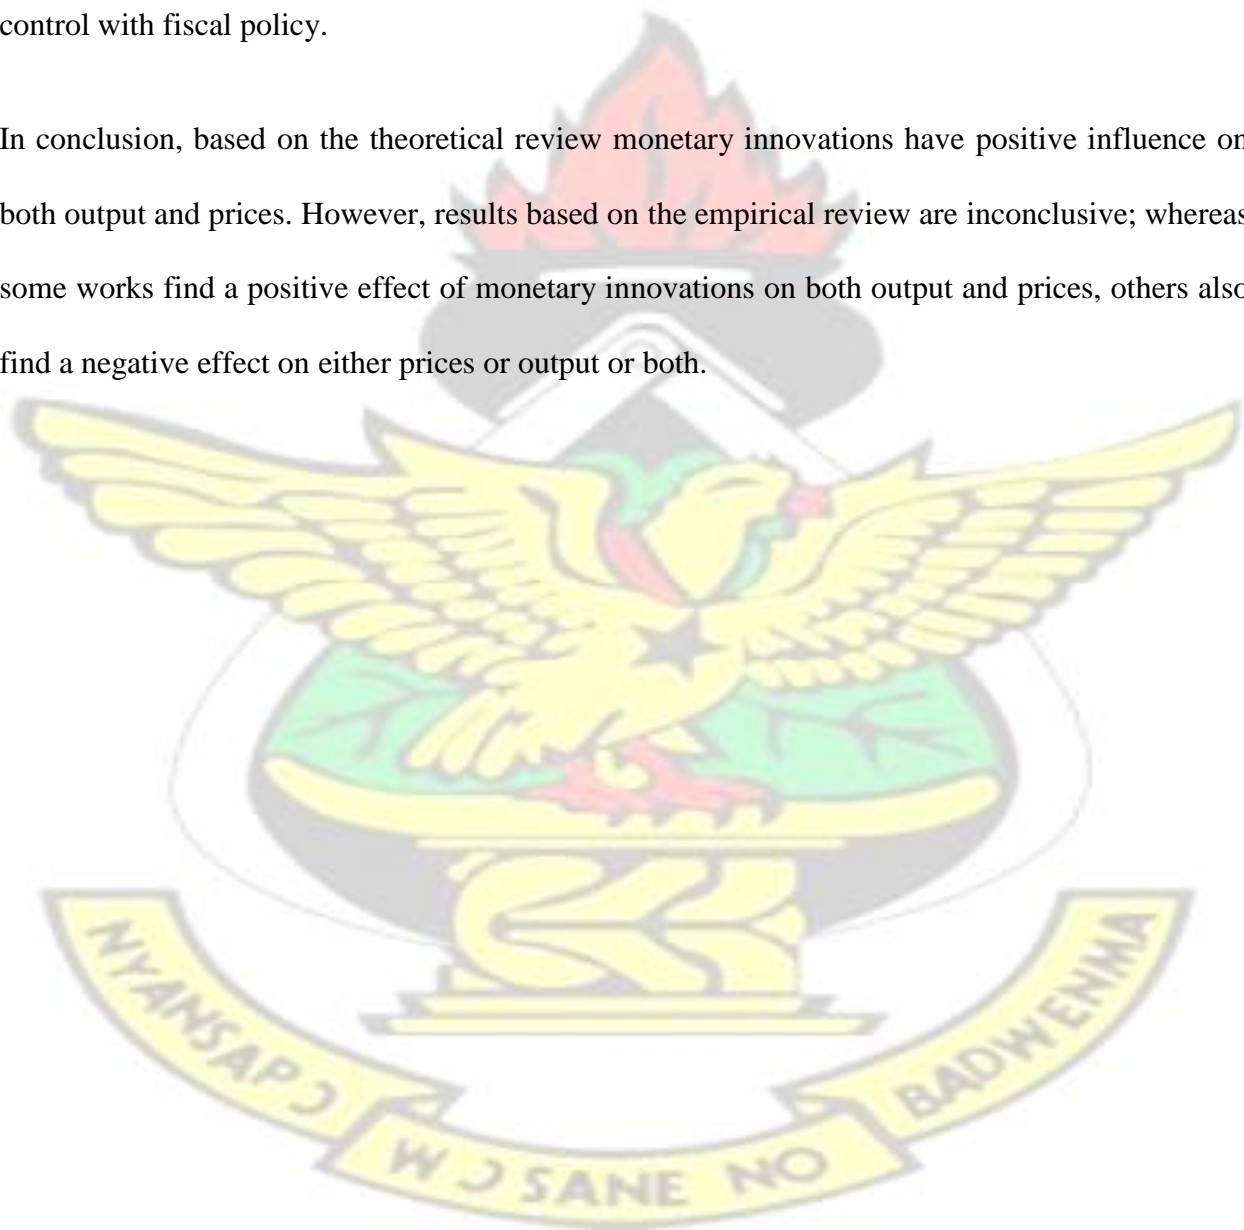 control with fiscal policy.
In conclusion, based on the theoretical review monetary innovations have positive influence on
both output and prices. However, results based on the empirical review are inconclusive; whereas
some works find a positive effect of monetary innovations on both output and prices, others also
find a negative effect on either prices or output or both.
NYANSAPƆ
WƆSANE NO
BADWENMA